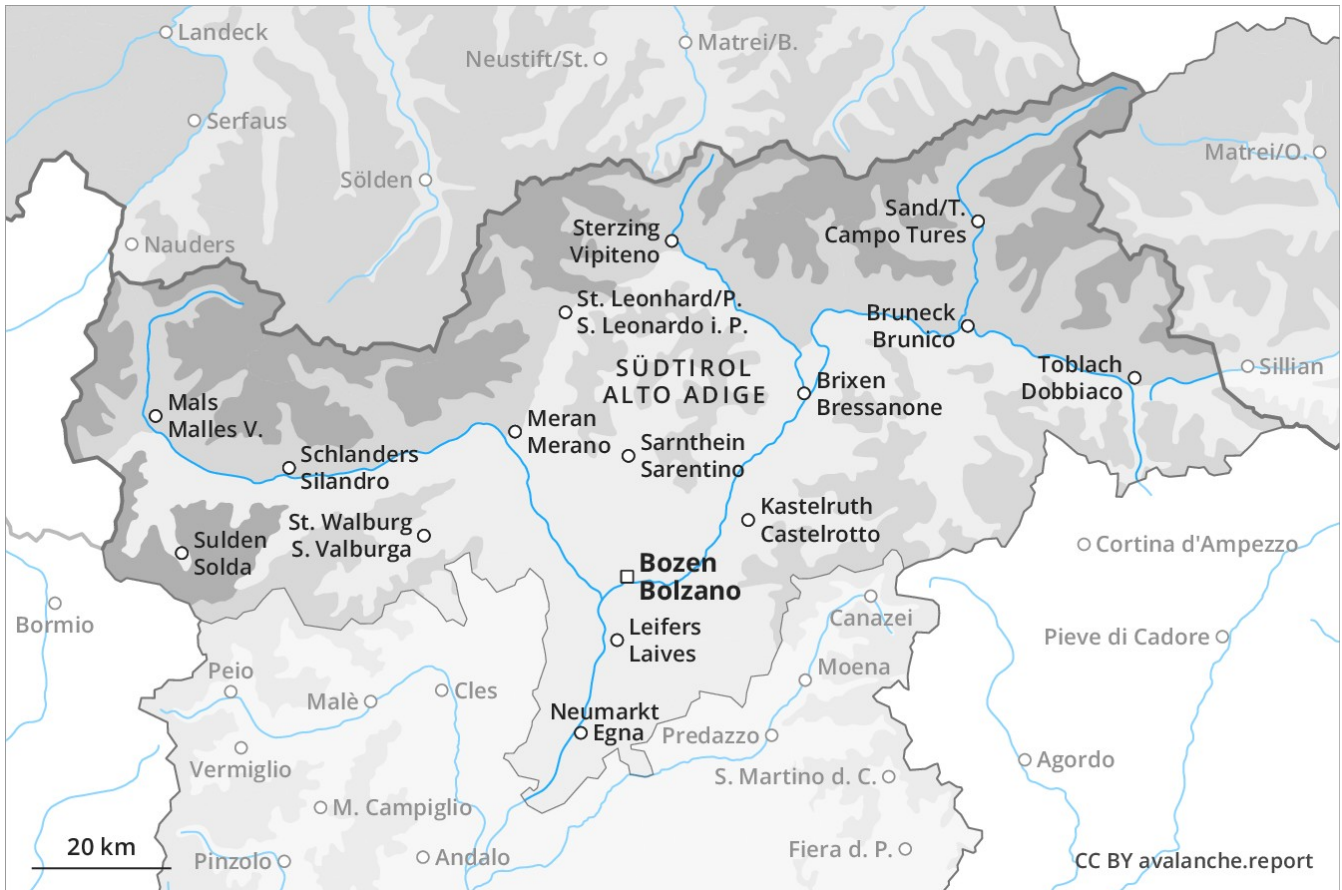 Landeck
Neustift/St.
Matrei/B.
Serfaus
Matrei/O.
Sölden
Nauders
Sterzing
Vipiteno
Sand/T.
Campo Tures
St. Leonhard/P.
S. Leonardo i. P.
Bruneck
Brunico
SÜDTIROL
ALTO ADIGE
Toblach
Dobbiaco
Sillian
Brixen
Bressanone
Mals
Malles V.
Meran
Merano
Sarnthein
Sarentino
Schlanders
Silandro
Kastelruth
Castelrotto
St. Walburg
S. Valburga
Sulden
Solda
Cortina d'Ampezzo
Bozen
Bolzano
Bormio
Canazei
Leifers
Laives
Pieve di Cadore
Peio
Moena
Malè
Cles
Neumarkt
Egna
Predazzo
Vermiglio
Agordo
S. Martino d. C.
M. Campiglio
20 km
Pinzolo
Andalo
Fiera d. P.
CC BY avalanche.report